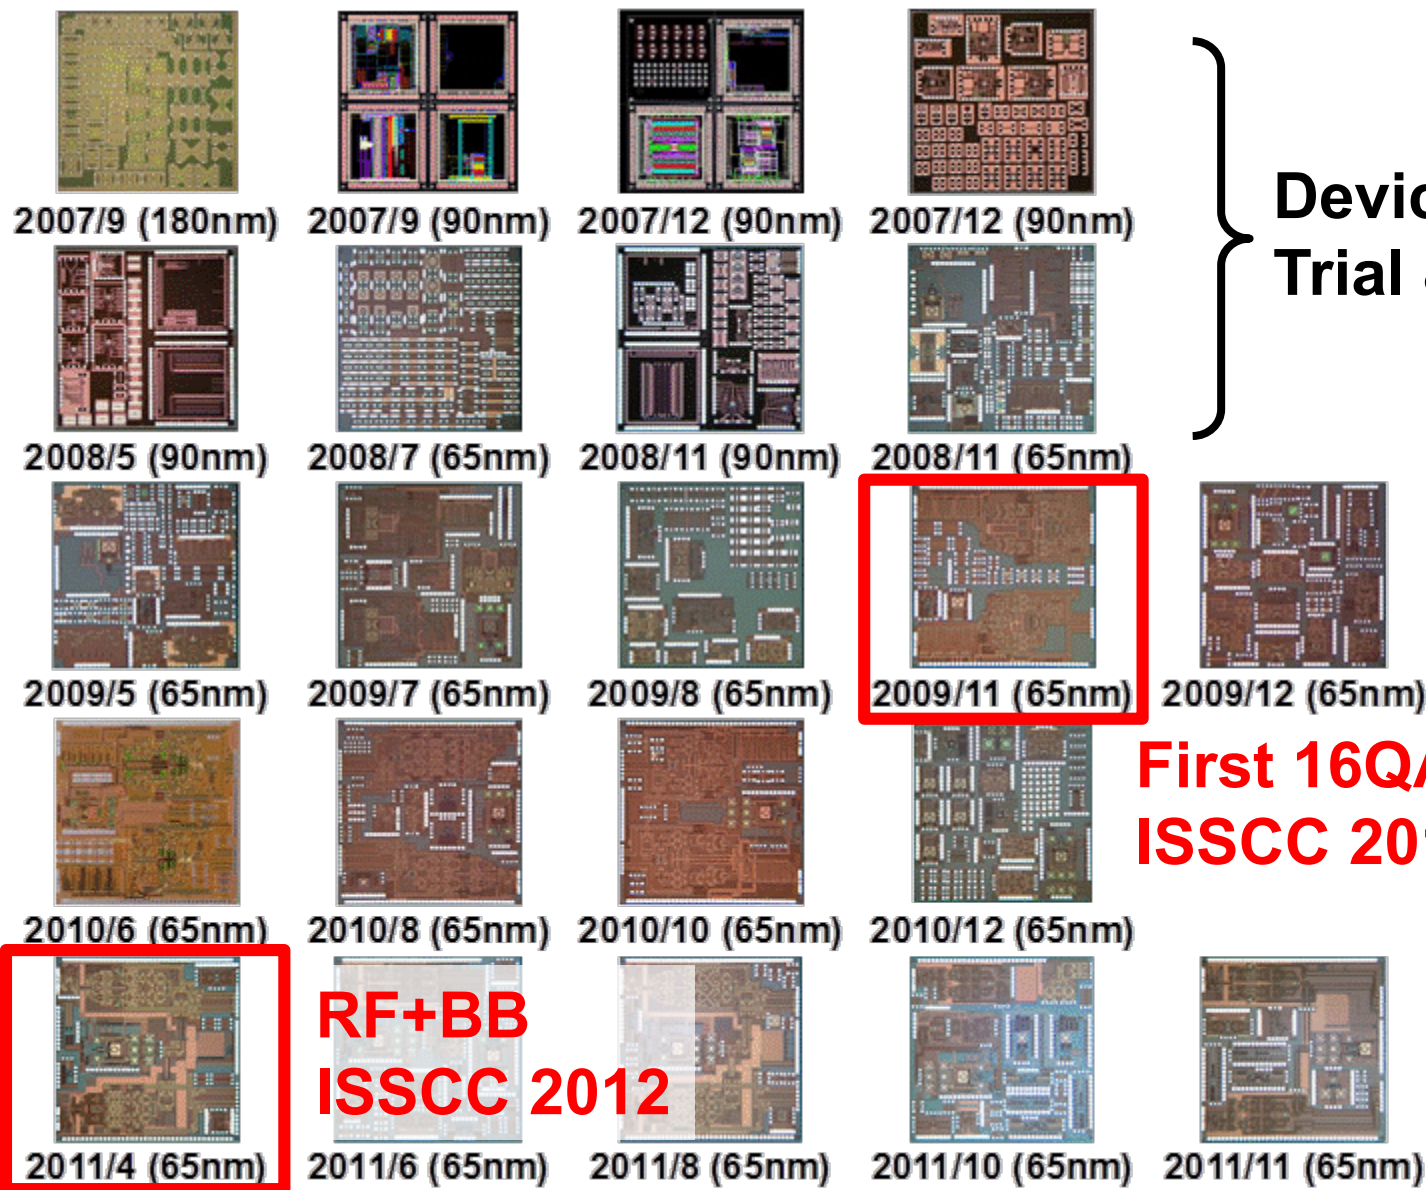 2007/9 (180nm) 2007/9 (90nm) 2007/12 (90nm) 2007/12 (90nm)
Devic
Trial
2008/5 (90nm) 2008/7 (65nm) 2008/11 (90nm) 2008/11 (65nm)
2009/5 (65nm) 2009/7 (65nm) 2009/8 (65nm) 2009/11 (65nm) 2009/12 (65nm)
First 16QA
ISSCC 201
2010/6 (65nm) 2010/8 (65nm) 2010/10 (65nm) 2010/12 (65nm)
RF+BB
ISSCC 2012
2011/4 (65nm) 2011/6 (65nm) 2011/8 (65nm) 2011/10 (65nm) 2011/11 (65nm)